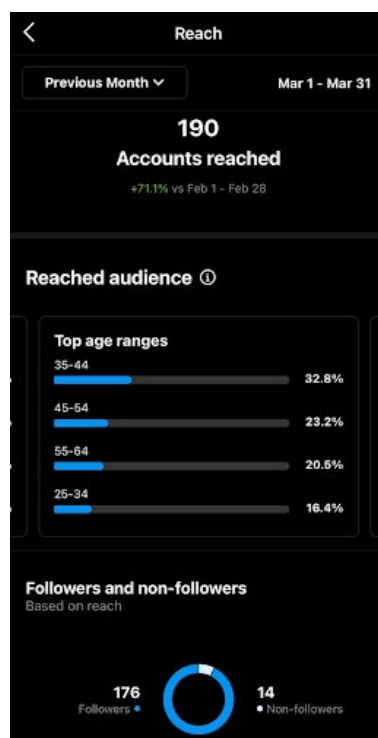 Reach
Previous Month
Mar 1 - Mar 31
190
Accounts reached
+71.1% vs Feb 1 - Feb 28
Reached audience
Top age ranges
35-44
32.8%
45-54
23.2%
55-64
20.5%
25-34
16.4%
Followers and non-followers
Based on reach
176
Followers
14
Non-followers